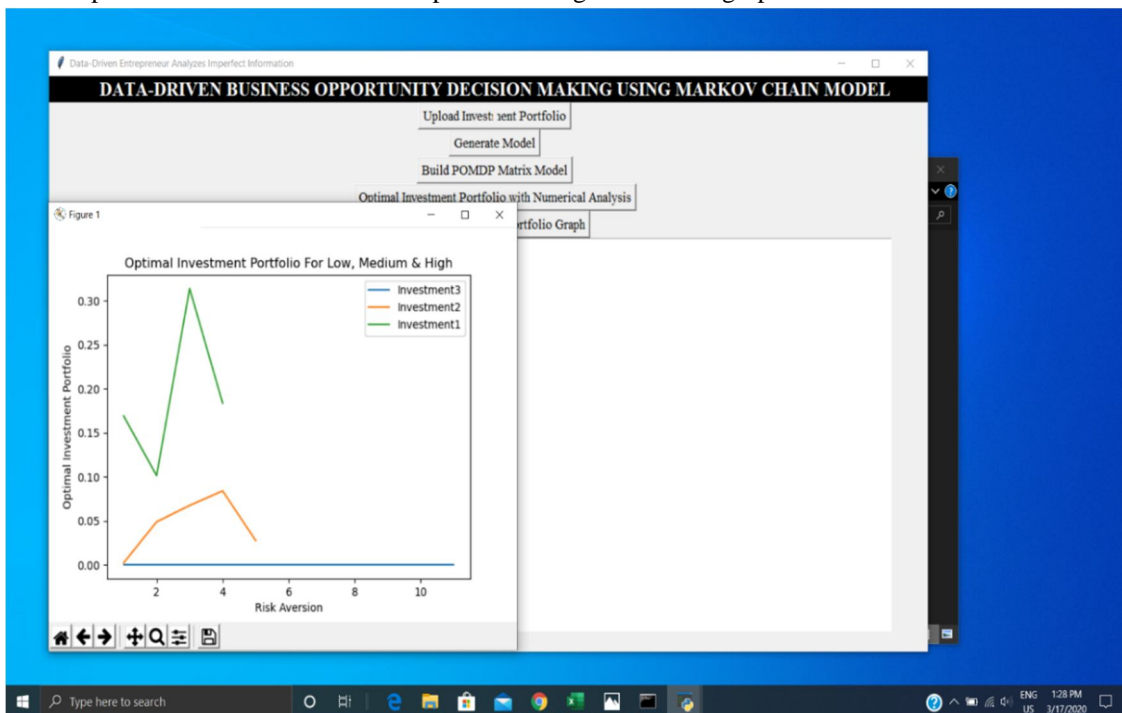 Data-Driven Entrepreneur Analyzes Imperfect Information
DATA-DRIVEN BUSINESS OPPORTUNITY DECISION MAKING USING MARKOV CHAIN MODEL
Upload Investment Portfolio
Generate Model
Build POMDP Matrix Model
Optimal Investment Portfolio with Numerical Analysis
Portfolio Graph
Figure 1
Optimal Investment Portfolio For Low, Medium & High
Investment3
Investment2
Investment1
Optimal Investment Portfolio
0.30
0.25
0.20
0.15
0.10
0.05
0.00
2 4 6 8 10
Risk Aversion
Type here to search
ENG 1:28 PM
US 3/17/2020